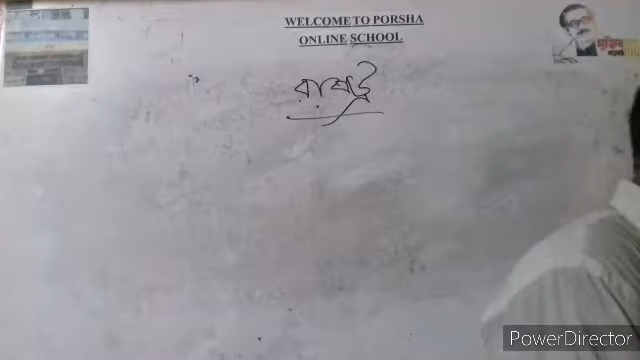 WELCOME TO PORSHA
ONLINE SCHOOL
রাষ্ট্র
PowerDirector